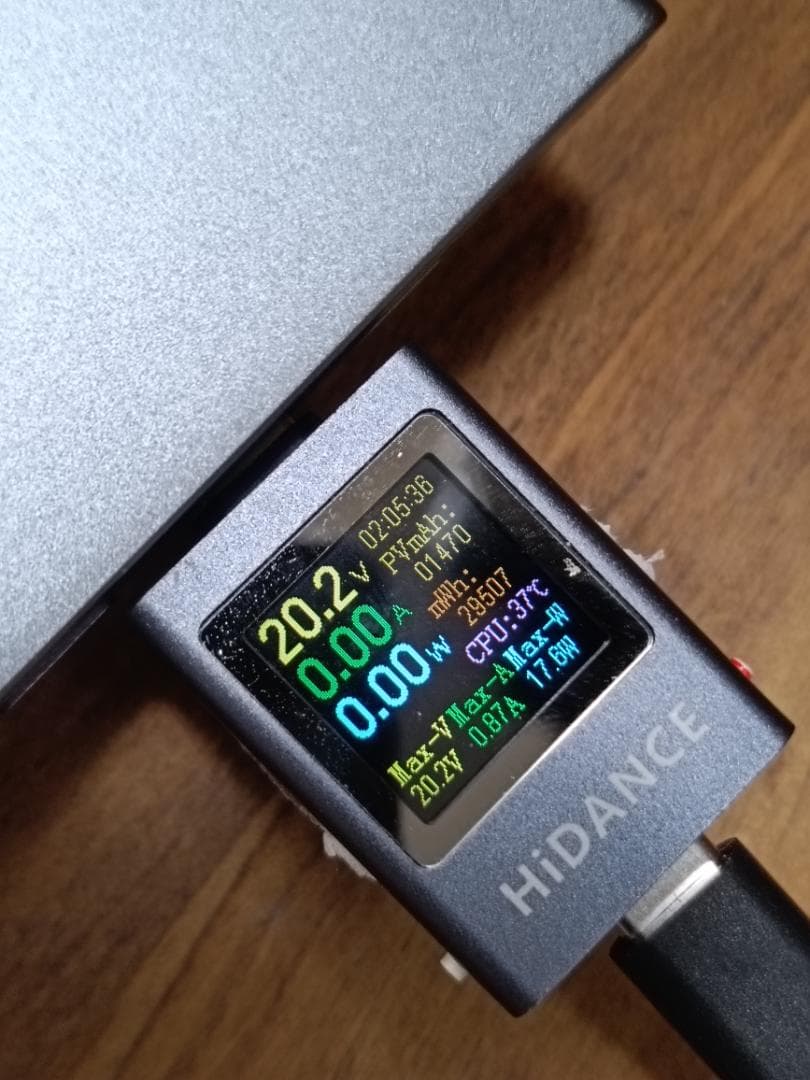 20.2V
0.00A
0.00W
02:05:36
PVmAh:
01470
mWh:
29507
CPU:37℃
Max-V Max-A Max-W
20.2V 0.87A 17.6W
HiDANCE